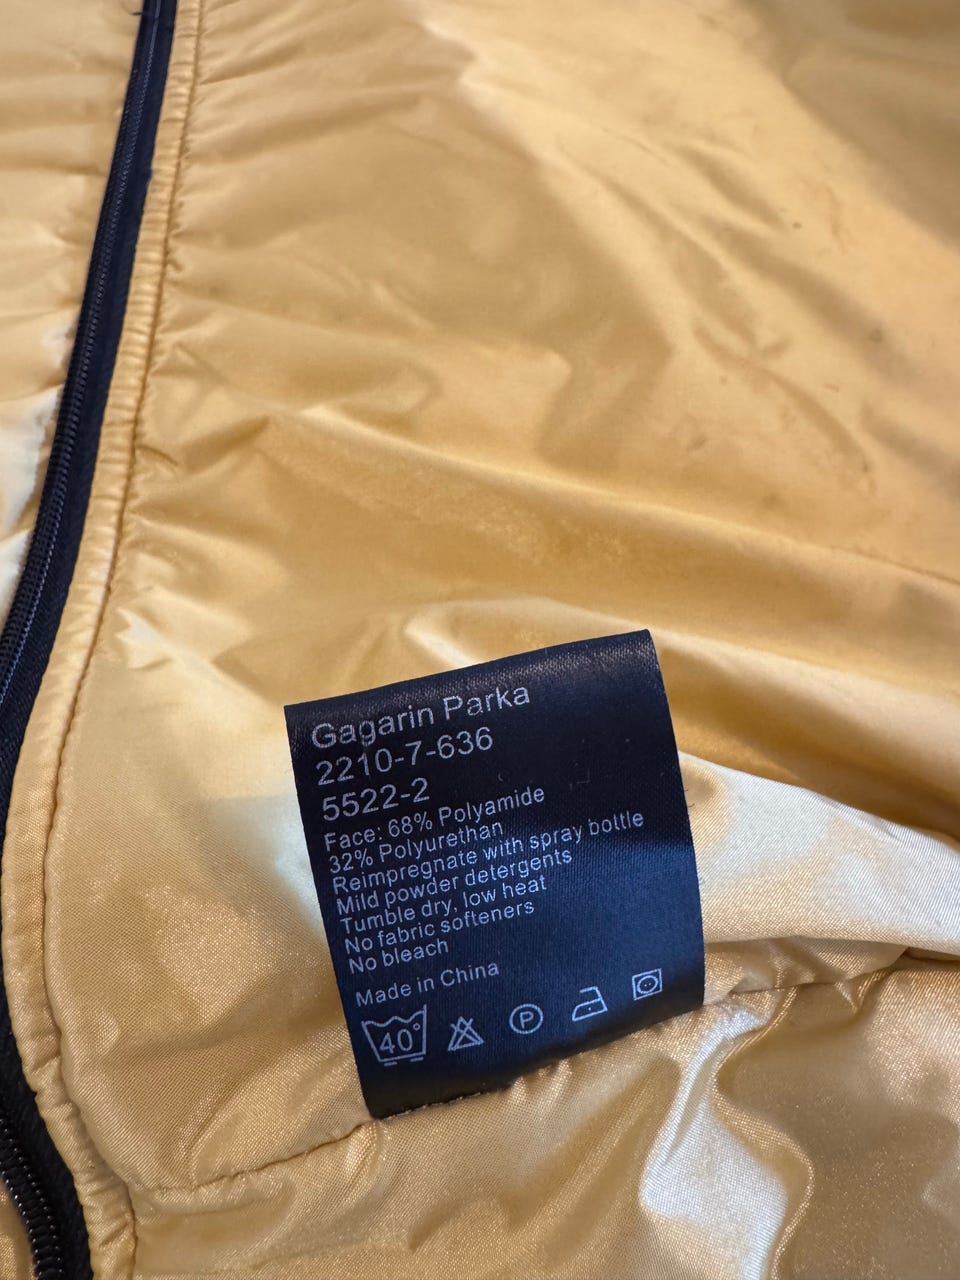 Gagarin Parka
2210-7-636
5522-2
Face: 68% Polyamide
32% Polyurethan
Reimpregnate with spray bottle
Mild powder detergents
Tumble dry, low heat
No fabric softeners
No bleach
Made in China
40° P